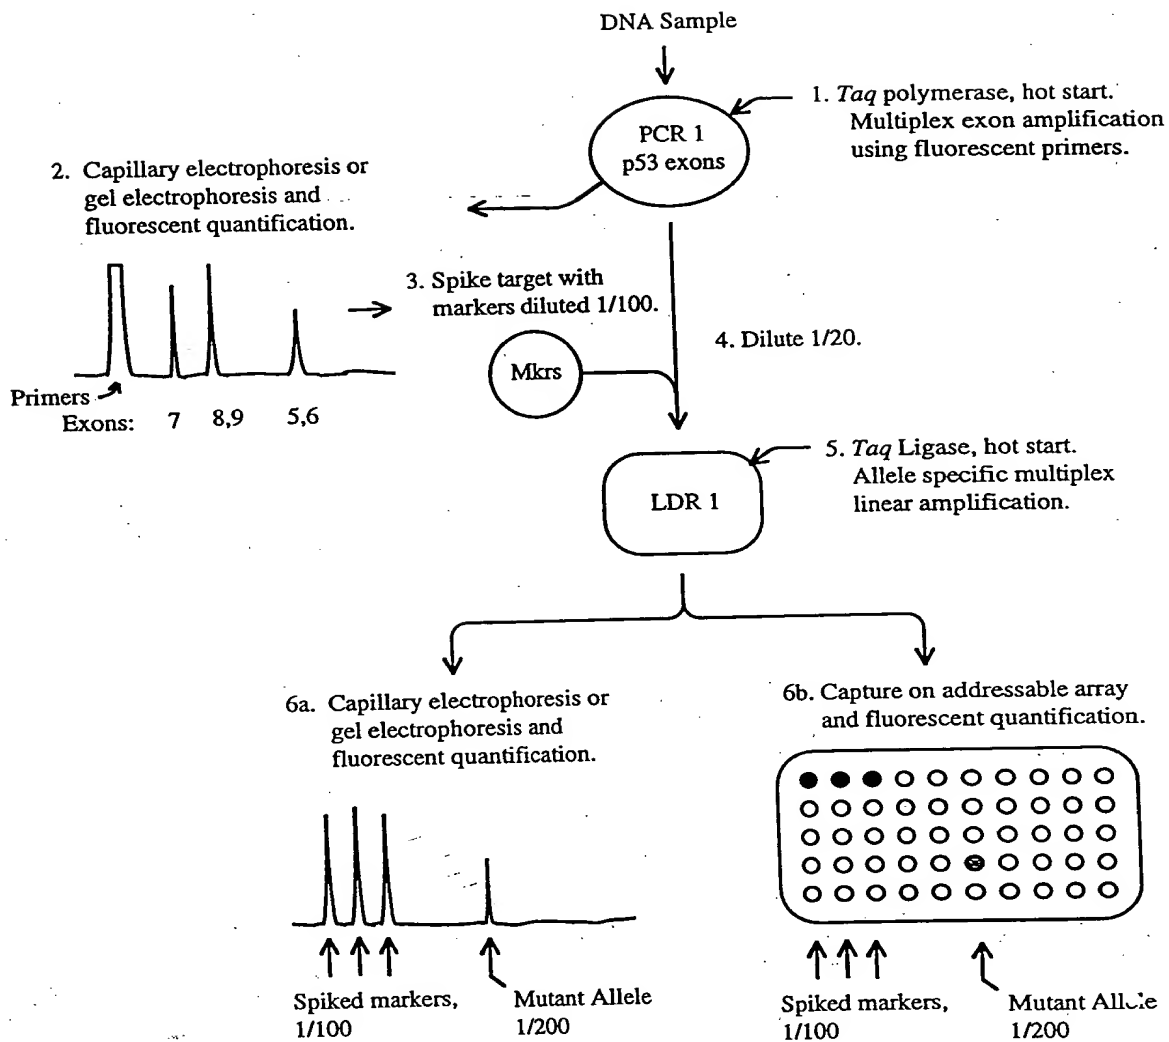 DNA Sample
1. Taq polymerase, hot start.
Multiplex exon amplification
using fluorescent primers.
PCR 1
p53 exons
2. Capillary electrophoresis or
gel electrophoresis and
fluorescent quantification.
3. Spike target with
markers diluted 1/100.
4. Dilute 1/20.
Mkrs
Primers
Exons: 7 8,9 5,6
5. Taq Ligase, hot start.
Allele specific multiplex
linear amplification.
LDR 1
6a. Capillary electrophoresis or
gel electrophoresis and
fluorescent quantification.
6b. Capture on addressable array
and fluorescent quantification.
Spiked markers,
1/100
Mutant Allele
1/200
Spiked markers,
1/100
Mutant Allele
1/200